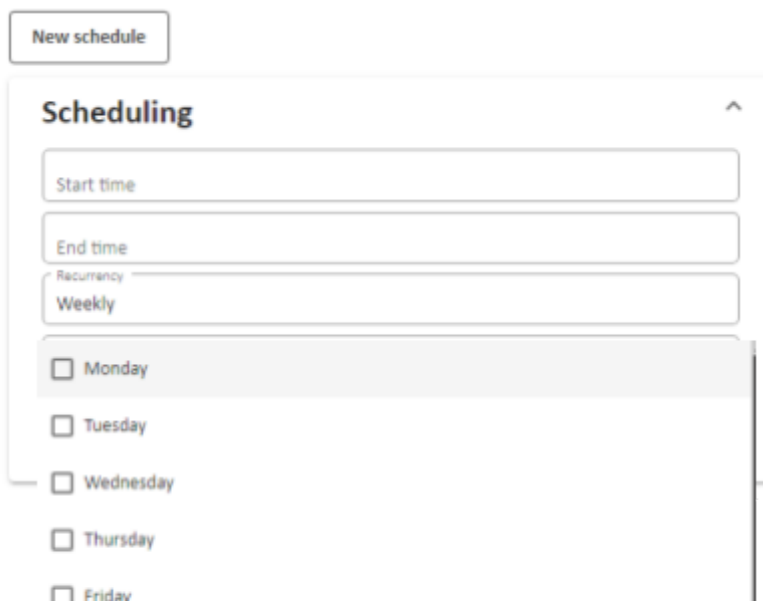 New schedule
Scheduling
Start time
End time
Recurrency
Weekly
Monday
Tuesday
Wednesday
Thursday
Friday